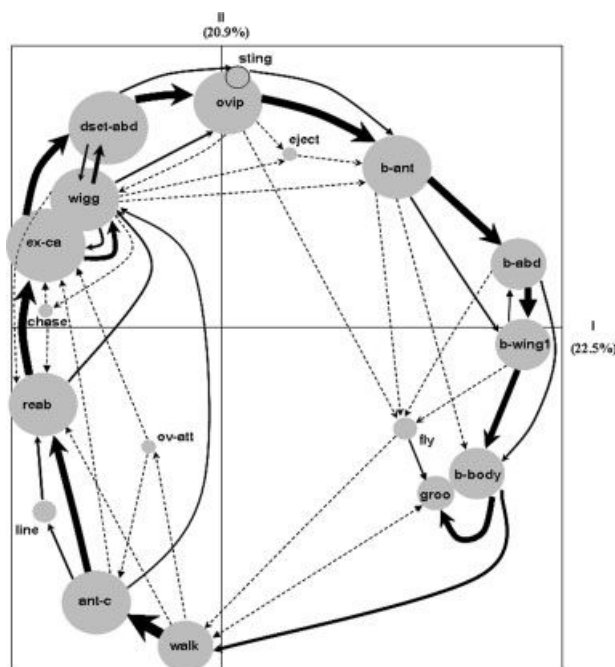 II
(20.9%)
sting
ovip
dset-abd
eject
b-ant
wigg
ex-ca
b-abd
chase
I
b-wing1
(22.5%)
reab
fly
ov-att
b-body
groo
line
ant-c
walk